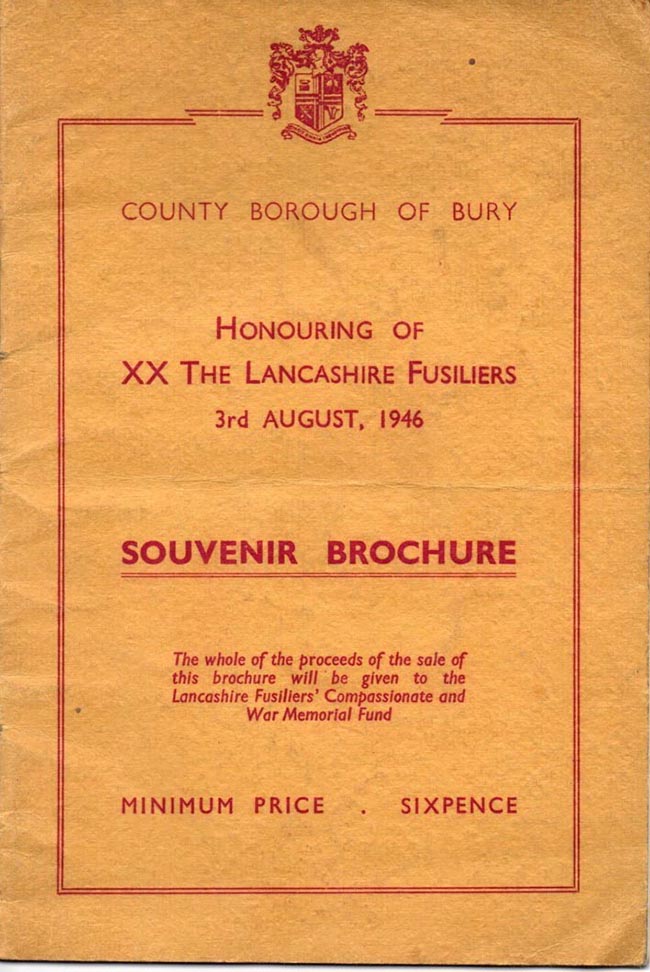 COUNTY BOROUGH OF BURY
HONOURING OF
XX THE LANCASHIRE FUSILIERS
3rd AUGUST, 1946
SOUVENIR BROCHURE
The whole of the proceeds of the sale of
this brochure will be given to the
Lancashire Fusiliers' Compassionate and
War Memorial Fund
MINIMUM PRICE . SIXPENCE